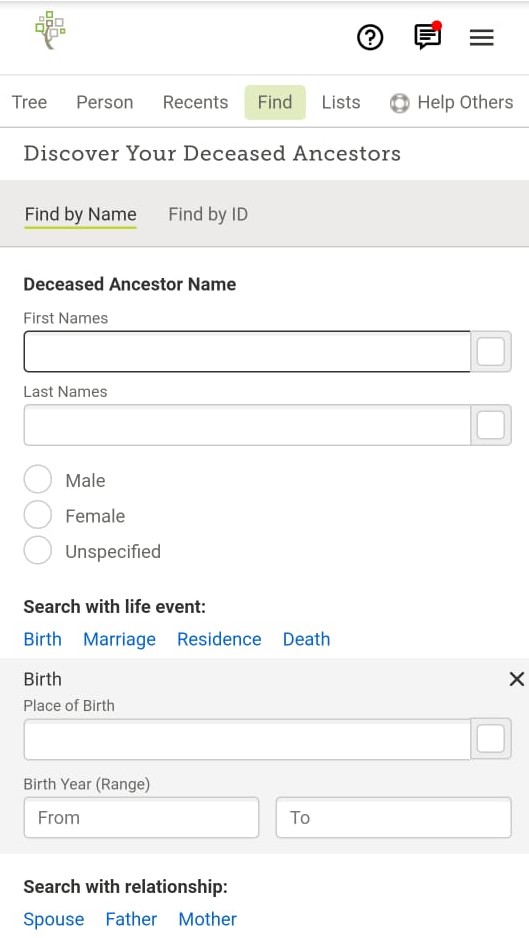 Tree Person Recents Find Lists Help Others
Discover Your Deceased Ancestors
Find by Name Find by ID
Deceased Ancestor Name
First Names
Last Names
Male
Female
Unspecified
Search with life event:
Birth Marriage Residence Death
Birth
Place of Birth
Birth Year (Range)
From To
Search with relationship:
Spouse Father Mother